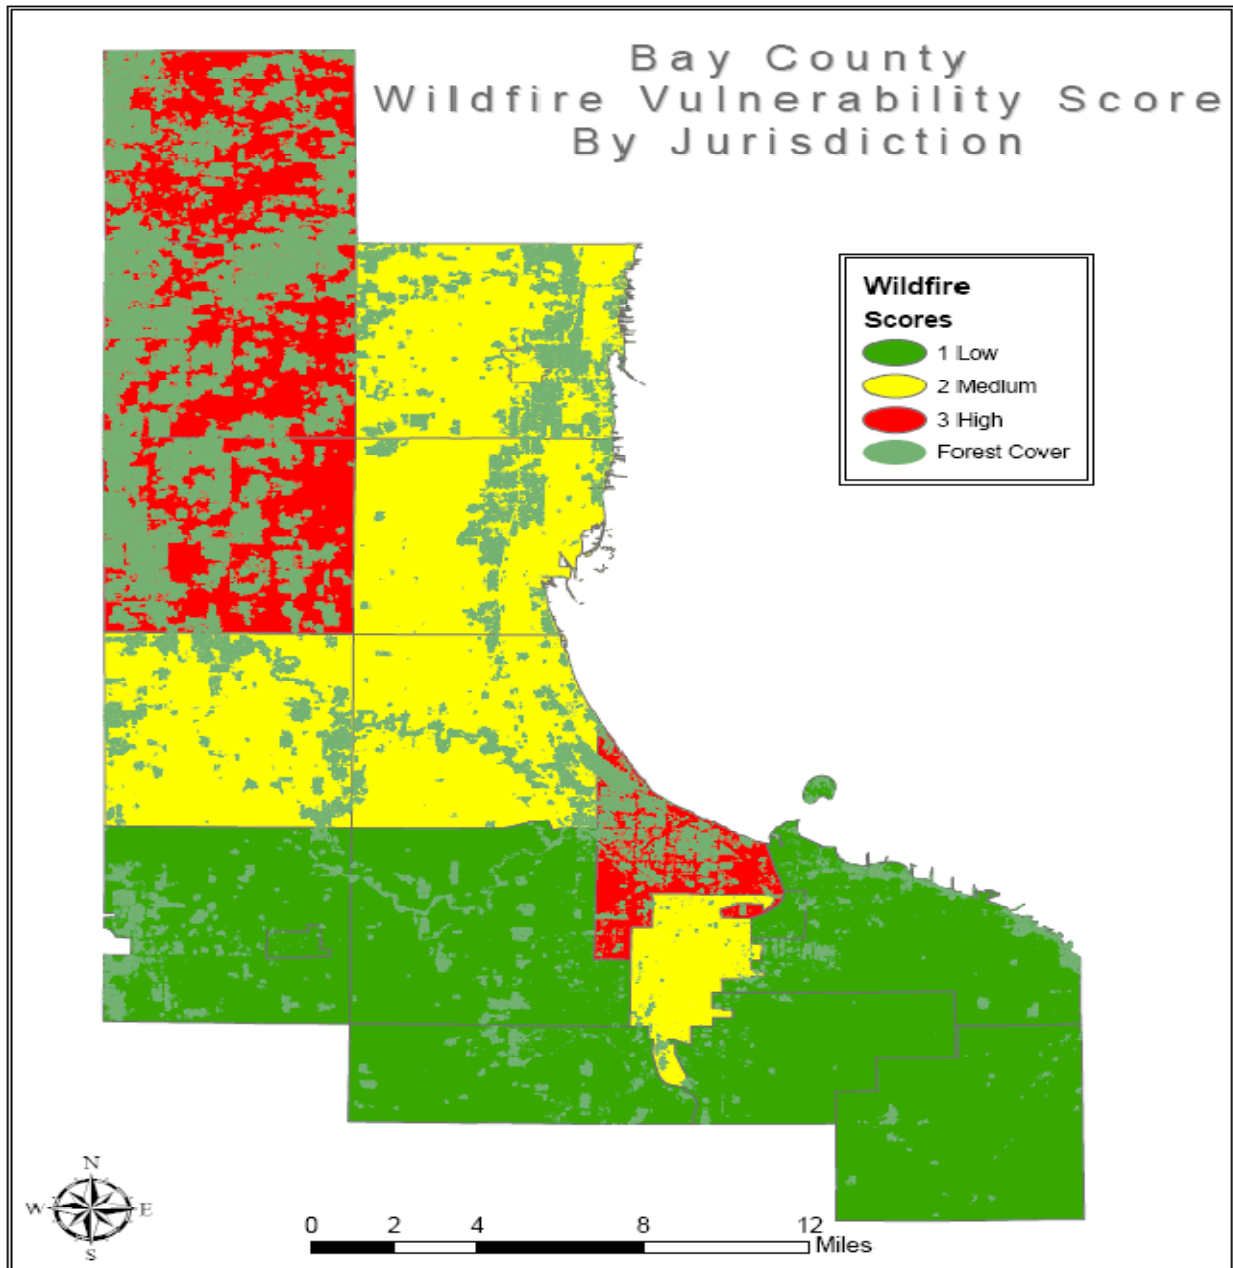 Bay County
Wildfire Vulnerability Score
By Jurisdiction
Wildfire
Scores
1 Low
2 Medium
3 High
Forest Cover
N
W E
S
0 2 4 8 12
Miles